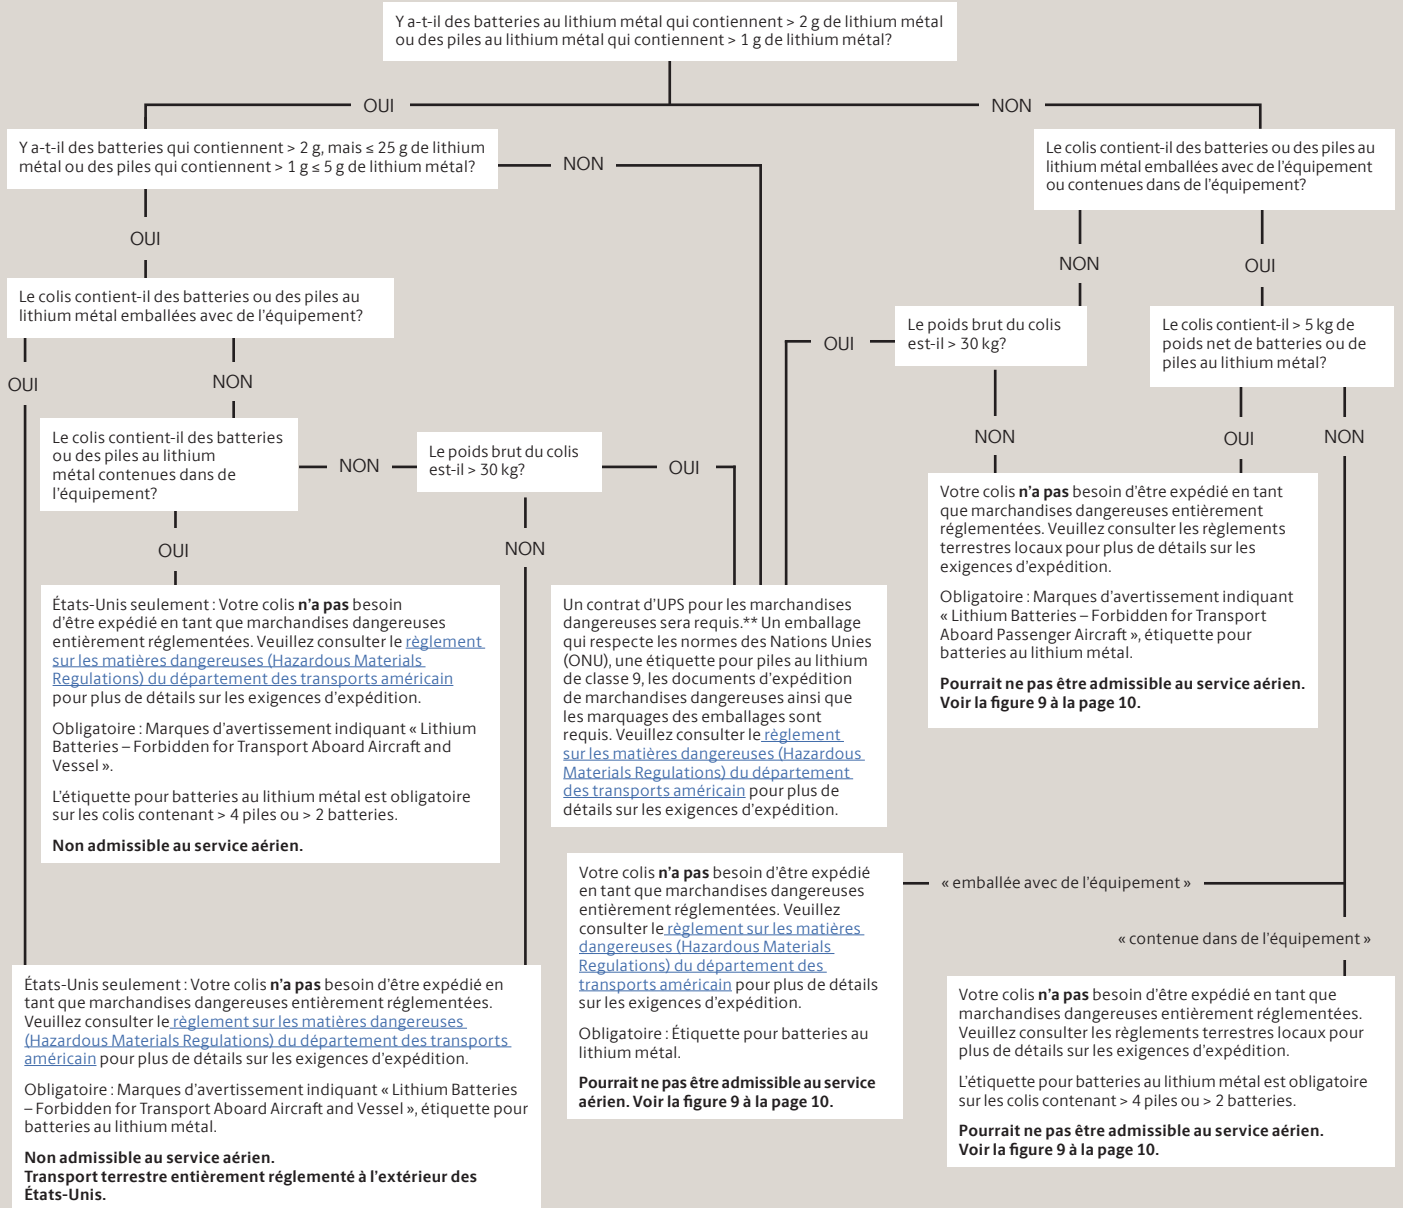 Y a-t-il des batteries au lithium métal qui contiennent > 2 g de lithium métal
ou des piles au lithium métal qui contiennent > 1 g de lithium métal?
OUI
NON
Y a-t-il des batteries qui contiennent > 2 g, mais ≤ 25 g de lithium
métal ou des piles qui contiennent > 1 g ≤ 5 g de lithium métal?
NON
Le colis contient-il des batteries ou des piles au
lithium métal emballées avec de l'équipement
ou contenues dans de l'équipement?
OUI
NON
OUI
Le colis contient-il des batteries ou des piles au
lithium métal emballées avec de l'équipement?
Le poids brut du colis
est-il > 30 kg?
OUI
Le colis contient-il > 5 kg de
poids net de batteries ou de
piles au lithium métal?
OUI
NON
Le colis contient-il des batteries
ou des piles au lithium
métal contenues dans de
l'équipement?
NON
Le poids brut du colis
est-il > 30 kg?
OUI
NON
OUI
NON
OUI
NON
Votre colis n'a pas besoin d'être expédié en tant
que marchandises dangereuses entièrement
réglementées. Veuillez consulter les règlements
terrestres locaux pour plus de détails sur les
exigences d'expédition.
Obligatoire : Marques d'avertissement indiquant
« Lithium Batteries – Forbidden for Transport
Aboard Passenger Aircraft », étiquette pour
batteries au lithium métal.
Pourrait ne pas être admissible au service aérien.
Voir la figure 9 à la page 10.
États-Unis seulement : Votre colis n'a pas besoin
d'être expédié en tant que marchandises dangereuses
entièrement réglementées. Veuillez consulter le règlement
sur les matières dangereuses (Hazardous Materials
Regulations) du département des transports américain
pour plus de détails sur les exigences d'expédition.
Obligatoire : Marques d'avertissement indiquant « Lithium
Batteries – Forbidden for Transport Aboard Aircraft and
Vessel ».
L'étiquette pour batteries au lithium métal est obligatoire
sur les colis contenant > 4 piles ou > 2 batteries.
Non admissible au service aérien.
Un contrat d'UPS pour les marchandises
dangereuses sera requis.** Un emballage
qui respecte les normes des Nations Unies
(ONU), une étiquette pour piles au lithium
de classe 9, les documents d'expédition
de marchandises dangereuses ainsi que
les marquages des emballages sont
requis. Veuillez consulter le règlement
sur les matières dangereuses (Hazardous
Materials Regulations) du département
des transports américain pour plus de
détails sur les exigences d'expédition.
Votre colis n'a pas besoin d'être expédié
en tant que marchandises dangereuses
entièrement réglementées. Veuillez
consulter le règlement sur les matières
dangereuses (Hazardous Materials
Regulations) du département des
transports américain pour plus de détails
sur les exigences d'expédition.
Obligatoire : Étiquette pour batteries au
lithium métal.
Pourrait ne pas être admissible au service
aérien. Voir la figure 9 à la page 10.
« emballée avec de l'équipement »
« contenue dans de l'équipement »
États-Unis seulement : Votre colis n'a pas besoin d'être expédié en
tant que marchandises dangereuses entièrement réglementées.
Veuillez consulter le règlement sur les matières dangereuses
(Hazardous Materials Regulations) du département des transports
américain pour plus de détails sur les exigences d'expédition.
Obligatoire : Marques d'avertissement indiquant « Lithium Batteries
– Forbidden for Transport Aboard Aircraft and Vessel », étiquette pour
batteries au lithium métal.
Non admissible au service aérien.
Transport terrestre entièrement réglementé à l'extérieur des
États-Unis.
Votre colis n'a pas besoin d'être expédié en tant que
marchandises dangereuses entièrement réglementées.
Veuillez consulter les règlements terrestres locaux pour
plus de détails sur les exigences d'expédition.
L'étiquette pour batteries au lithium métal est obligatoire
sur les colis contenant > 4 piles ou > 2 batteries.
Pourrait ne pas être admissible au service aérien.
Voir la figure 9 à la page 10.